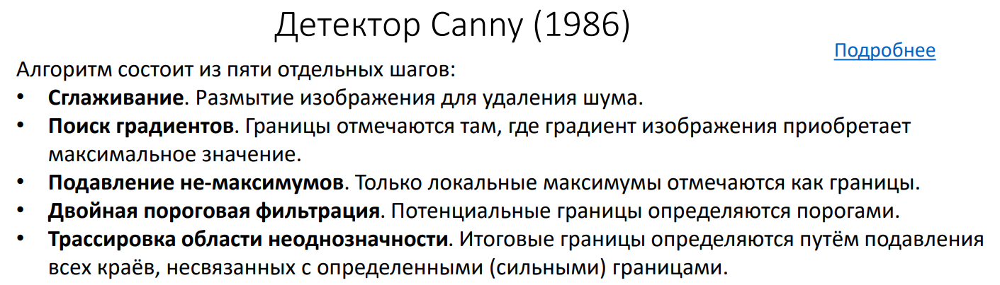 Детектор Canny (1986)
Подробнее
Алгоритм состоит из пяти отдельных шагов:
• Сглаживание. Размытие изображения для удаления шума.
• Поиск градиентов. Границы отмечаются там, где градиент изображения приобретает
максимальное значение.
• Подавление не-максимумов. Только локальные максимумы отмечаются как границы.
• Двойная пороговая фильтрация. Потенциальные границы определяются порогами.
• Трассировка области неоднозначности. Итоговые границы определяются путём подавления
всех краёв, несвязанных с определенными (сильными) границами.